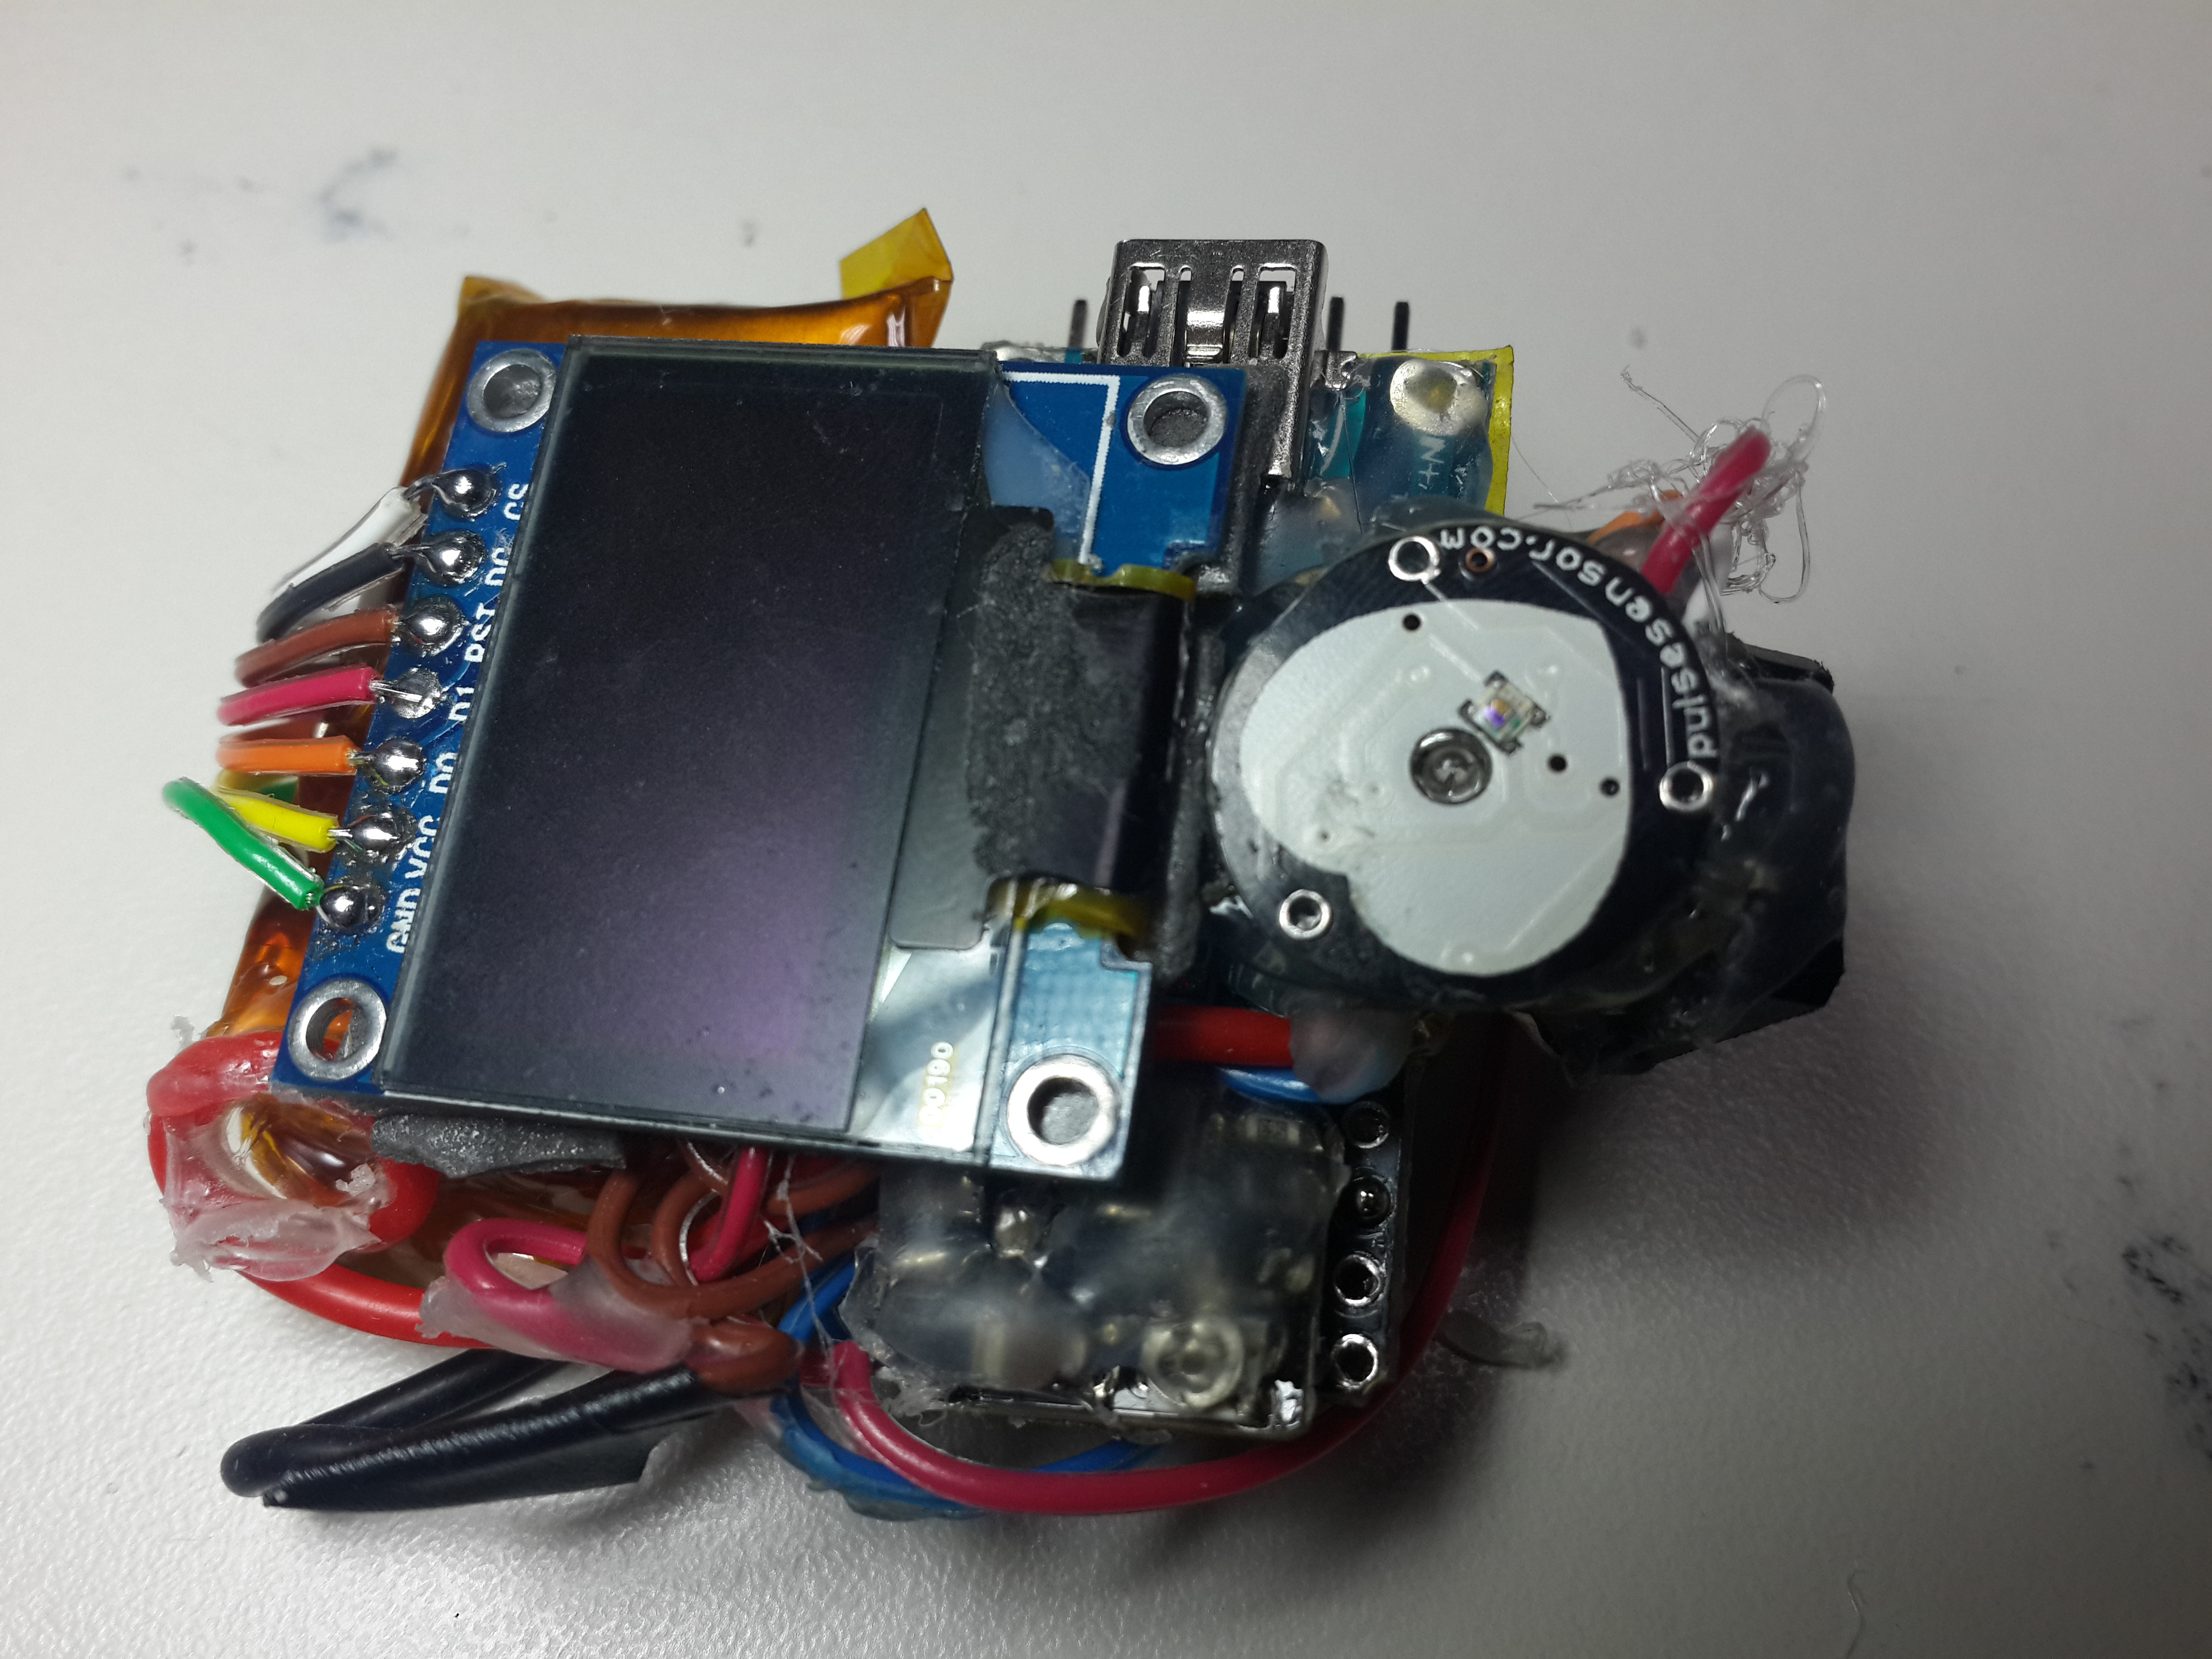 CS
DC
RST
D1
D0
VCC
GND
pulsesensor.com